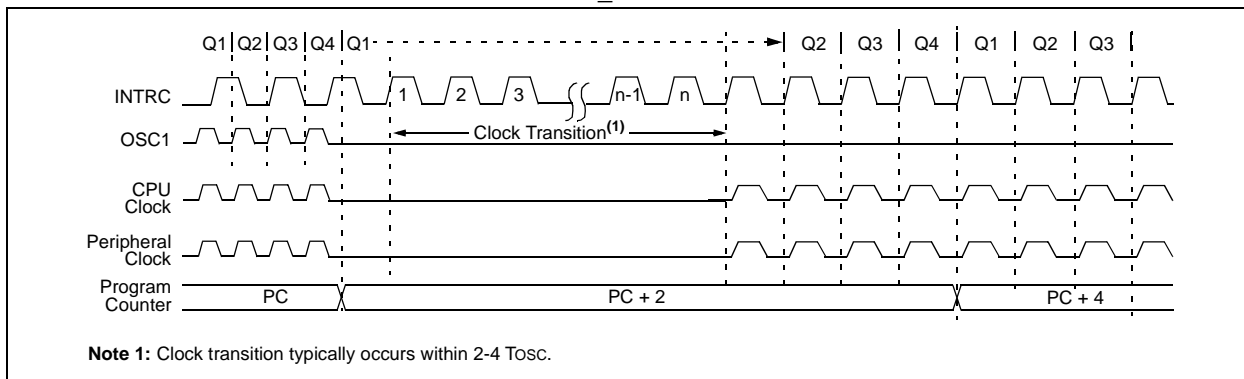 Q1 Q2 Q3 Q4 Q1 Q2 Q3 Q4 Q1 Q2 Q3
INTRC 1 2 3 n-1 n
OSC1 Clock Transition(1)
CPU
Clock
Peripheral
Clock
Program
Counter PC PC + 2 PC + 4
Note 1: Clock transition typically occurs within 2-4 TOSC.